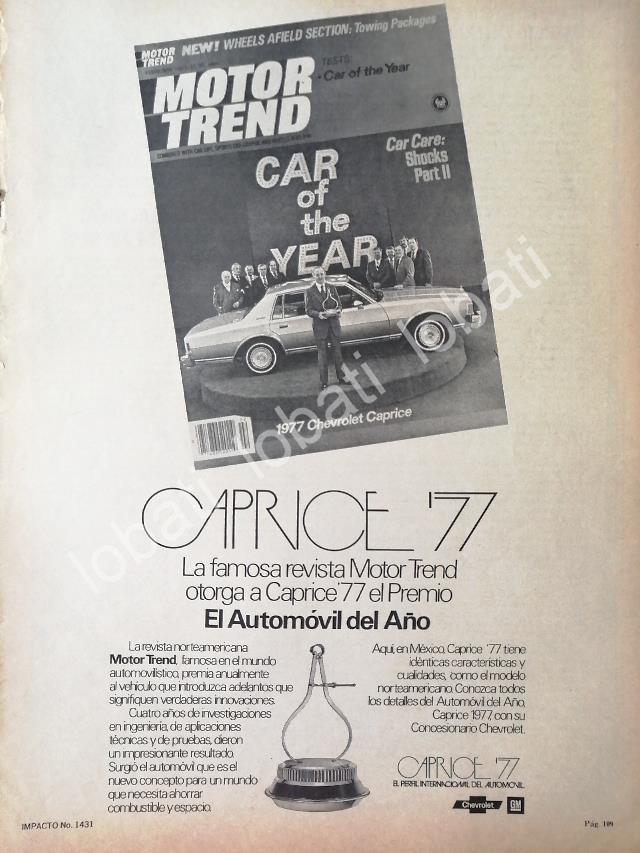 MOTOR TREND NEW! WHEELS AFIELD SECTION: Towing Packages
MOTOR
TREND
TESTS:
• Car of the Year
CAR
of
the
YEAR
Car Care:
Shocks
Part II
1977 Chevrolet Caprice
CAPRICE '77
La famosa revista Motor Trend
otorga a Caprice '77 el Premio
El Automóvil del Año
La revista norteamericana
Motor Trend, famosa en el mundo
automovilístico, premia anualmente
al vehículo que introduzca adelantos que
signifiquen verdaderas innovaciones.
Cuatro años de investigaciones
en ingeniería, de aplicaciones
técnicas y de pruebas, dieron
un impresionante resultado.
Surgió el automóvil que es el
nuevo concepto para un mundo
que necesita ahorrar
combustible y espacio.
Aquí, en México, Caprice '77 tiene
idénticas características y
cualidades, como el modelo
norteamericano. Conozca todos
los detalles del Automóvil del Año.
Caprice 1977, con su
Concesionario Chevrolet.
CAPRICE '77
EL PERFIL INTERNACIONAL DEL AUTOMOVIL
Chevrolet GM
IMPACTO No. 1431
Pág. 109
lobati lobati lobati lobati lobati